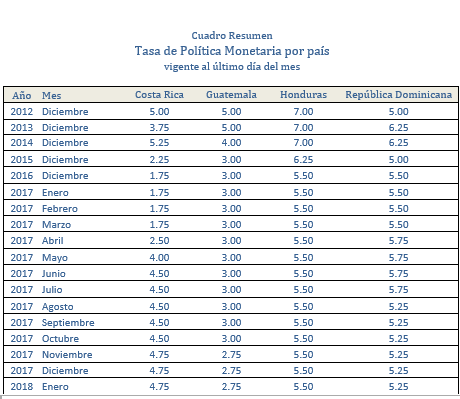 Cuadro Resumen
Tasa de Política Monetaria por país
vigente al último día del mes
Año Mes Costa Rica Guatemala Honduras República Dominicana
2012 Diciembre 5.00 5.00 7.00 5.00
2013 Diciembre 3.75 5.00 7.00 6.25
2014 Diciembre 5.25 4.00 7.00 6.25
2015 Diciembre 2.25 3.00 6.25 5.00
2016 Diciembre 1.75 3.00 5.50 5.50
2017 Enero 1.75 3.00 5.50 5.50
2017 Febrero 1.75 3.00 5.50 5.50
2017 Marzo 1.75 3.00 5.50 5.50
2017 Abril 2.50 3.00 5.50 5.75
2017 Mayo 4.00 3.00 5.50 5.75
2017 Junio 4.50 3.00 5.50 5.75
2017 Julio 4.50 3.00 5.50 5.75
2017 Agosto 4.50 3.00 5.50 5.25
2017 Septiembre 4.50 3.00 5.50 5.25
2017 Octubre 4.50 3.00 5.50 5.25
2017 Noviembre 4.75 2.75 5.50 5.25
2017 Diciembre 4.75 2.75 5.50 5.25
2018 Enero 4.75 2.75 5.50 5.25